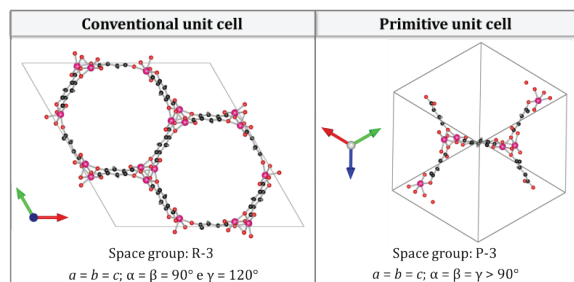 Conventional unit cell
Primitive unit cell
Space group: R-3
a = b = c; α = β = 90° e γ = 120°
Space group: P-3
a = b = c; α = β = γ > 90°